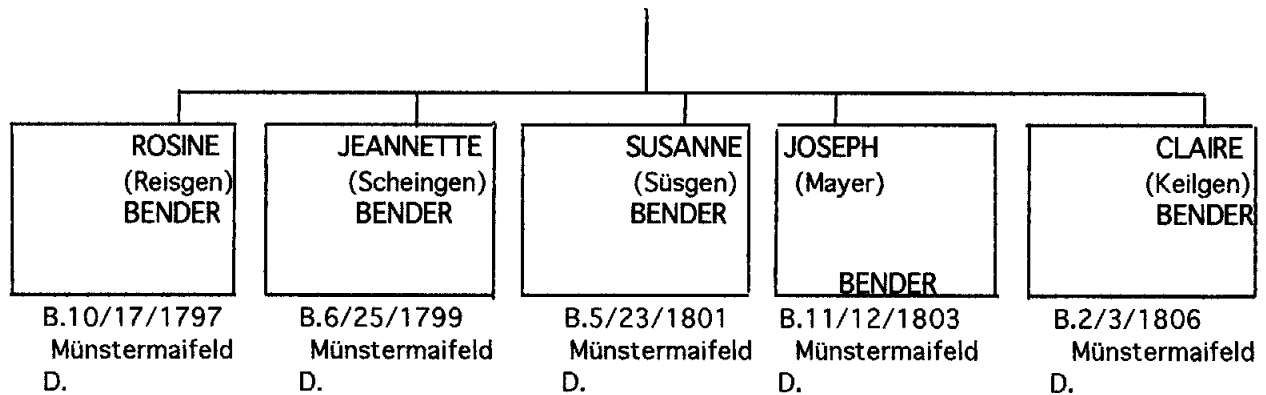 ROSINE
(Reisgen)
BENDER
B.10/17/1797
Münstermaifeld
D.
JEANNETTE
(Scheingen)
BENDER
B.6/25/1799
Münstermaifeld
D.
SUSANNE
(Süsgen)
BENDER
B.5/23/1801
Münstermaifeld
D.
JOSEPH
(Mayer)
BENDER
B.11/12/1803
Münstermaifeld
D.
CLAIRE
(Keilgen)
BENDER
B.2/3/1806
Münstermaifeld
D.